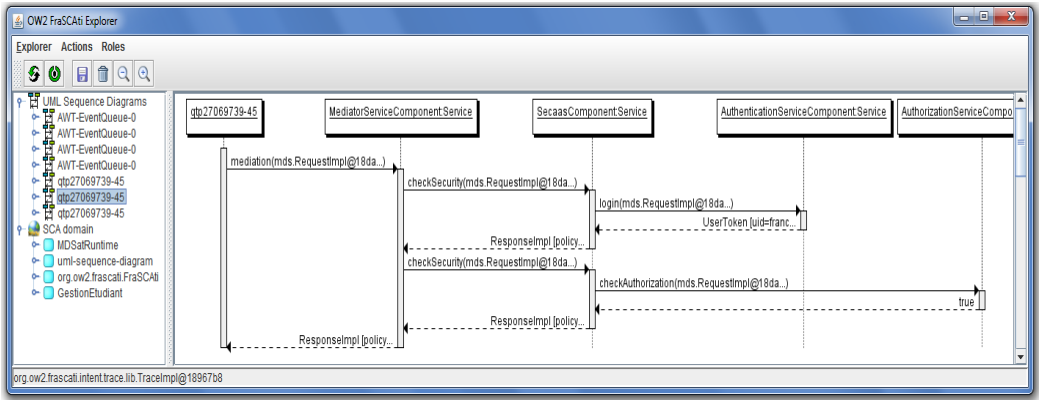 OW2 FraSCAti Explorer
Explorer Actions Roles
UML Sequence Diagrams
AWT-EventQueue-0
AWT-EventQueue-0
AWT-EventQueue-0
AWT-EventQueue-0
qtp27069739-45
qtp27069739-45
qtp27069739-45
SCA domain
MDSatRuntime
uml-sequence-diagram
org.ow2.frascati.FraSCAti
GestionEtudiant
qtp27069739-45
MediatorServiceComponent:Service
SecaasComponent:Service
AuthenticationServiceComponent:Service
AuthorizationServiceCompo
mediation(mds.RequestImpl@18da...)
checkSecurity(mds.RequestImpl@18da...)
login(mds.RequestImpl@18da...)
UserToken [uid=franc...
ResponseImpl [policy...
checkSecurity(mds.RequestImpl@18da...)
checkAuthorization(mds.RequestImpl@18da...)
true
ResponseImpl [policy...
ResponseImpl [policy...
org.ow2.frascati.intent.trace.lib.TraceImpl@18967b8